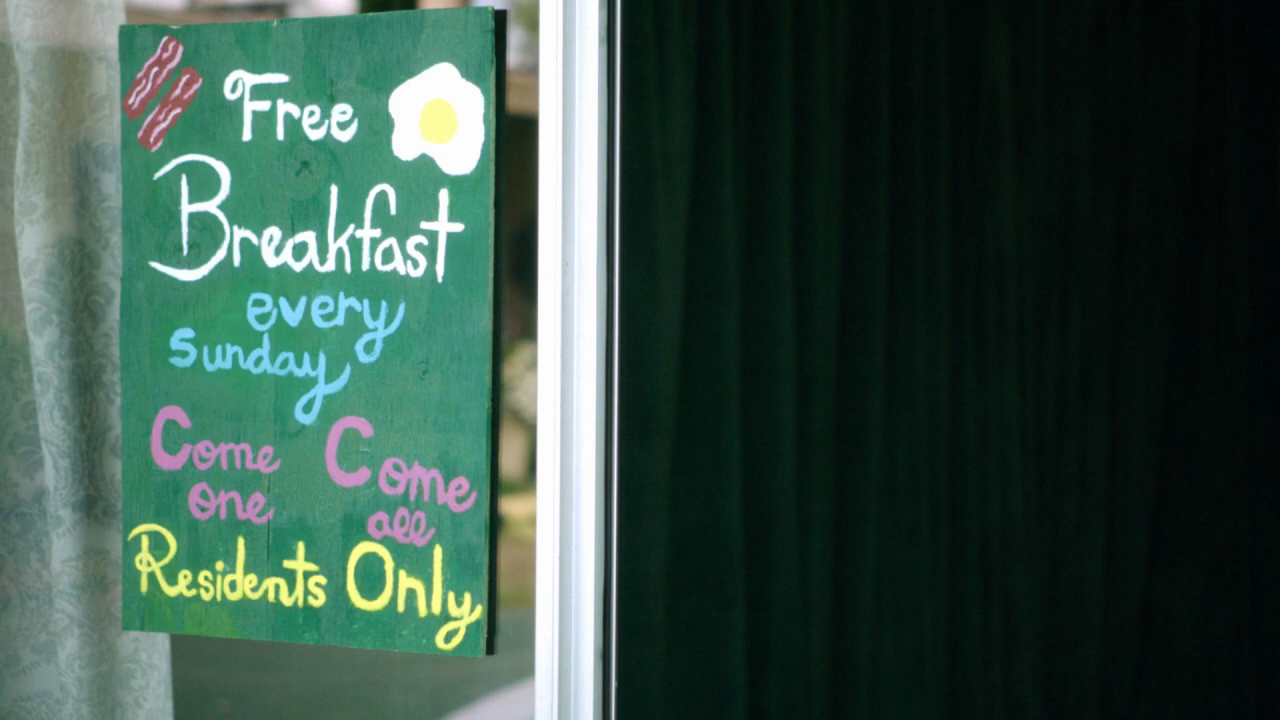 Free
Breakfast
every
Sunday
Come Come
one all
Residents Only